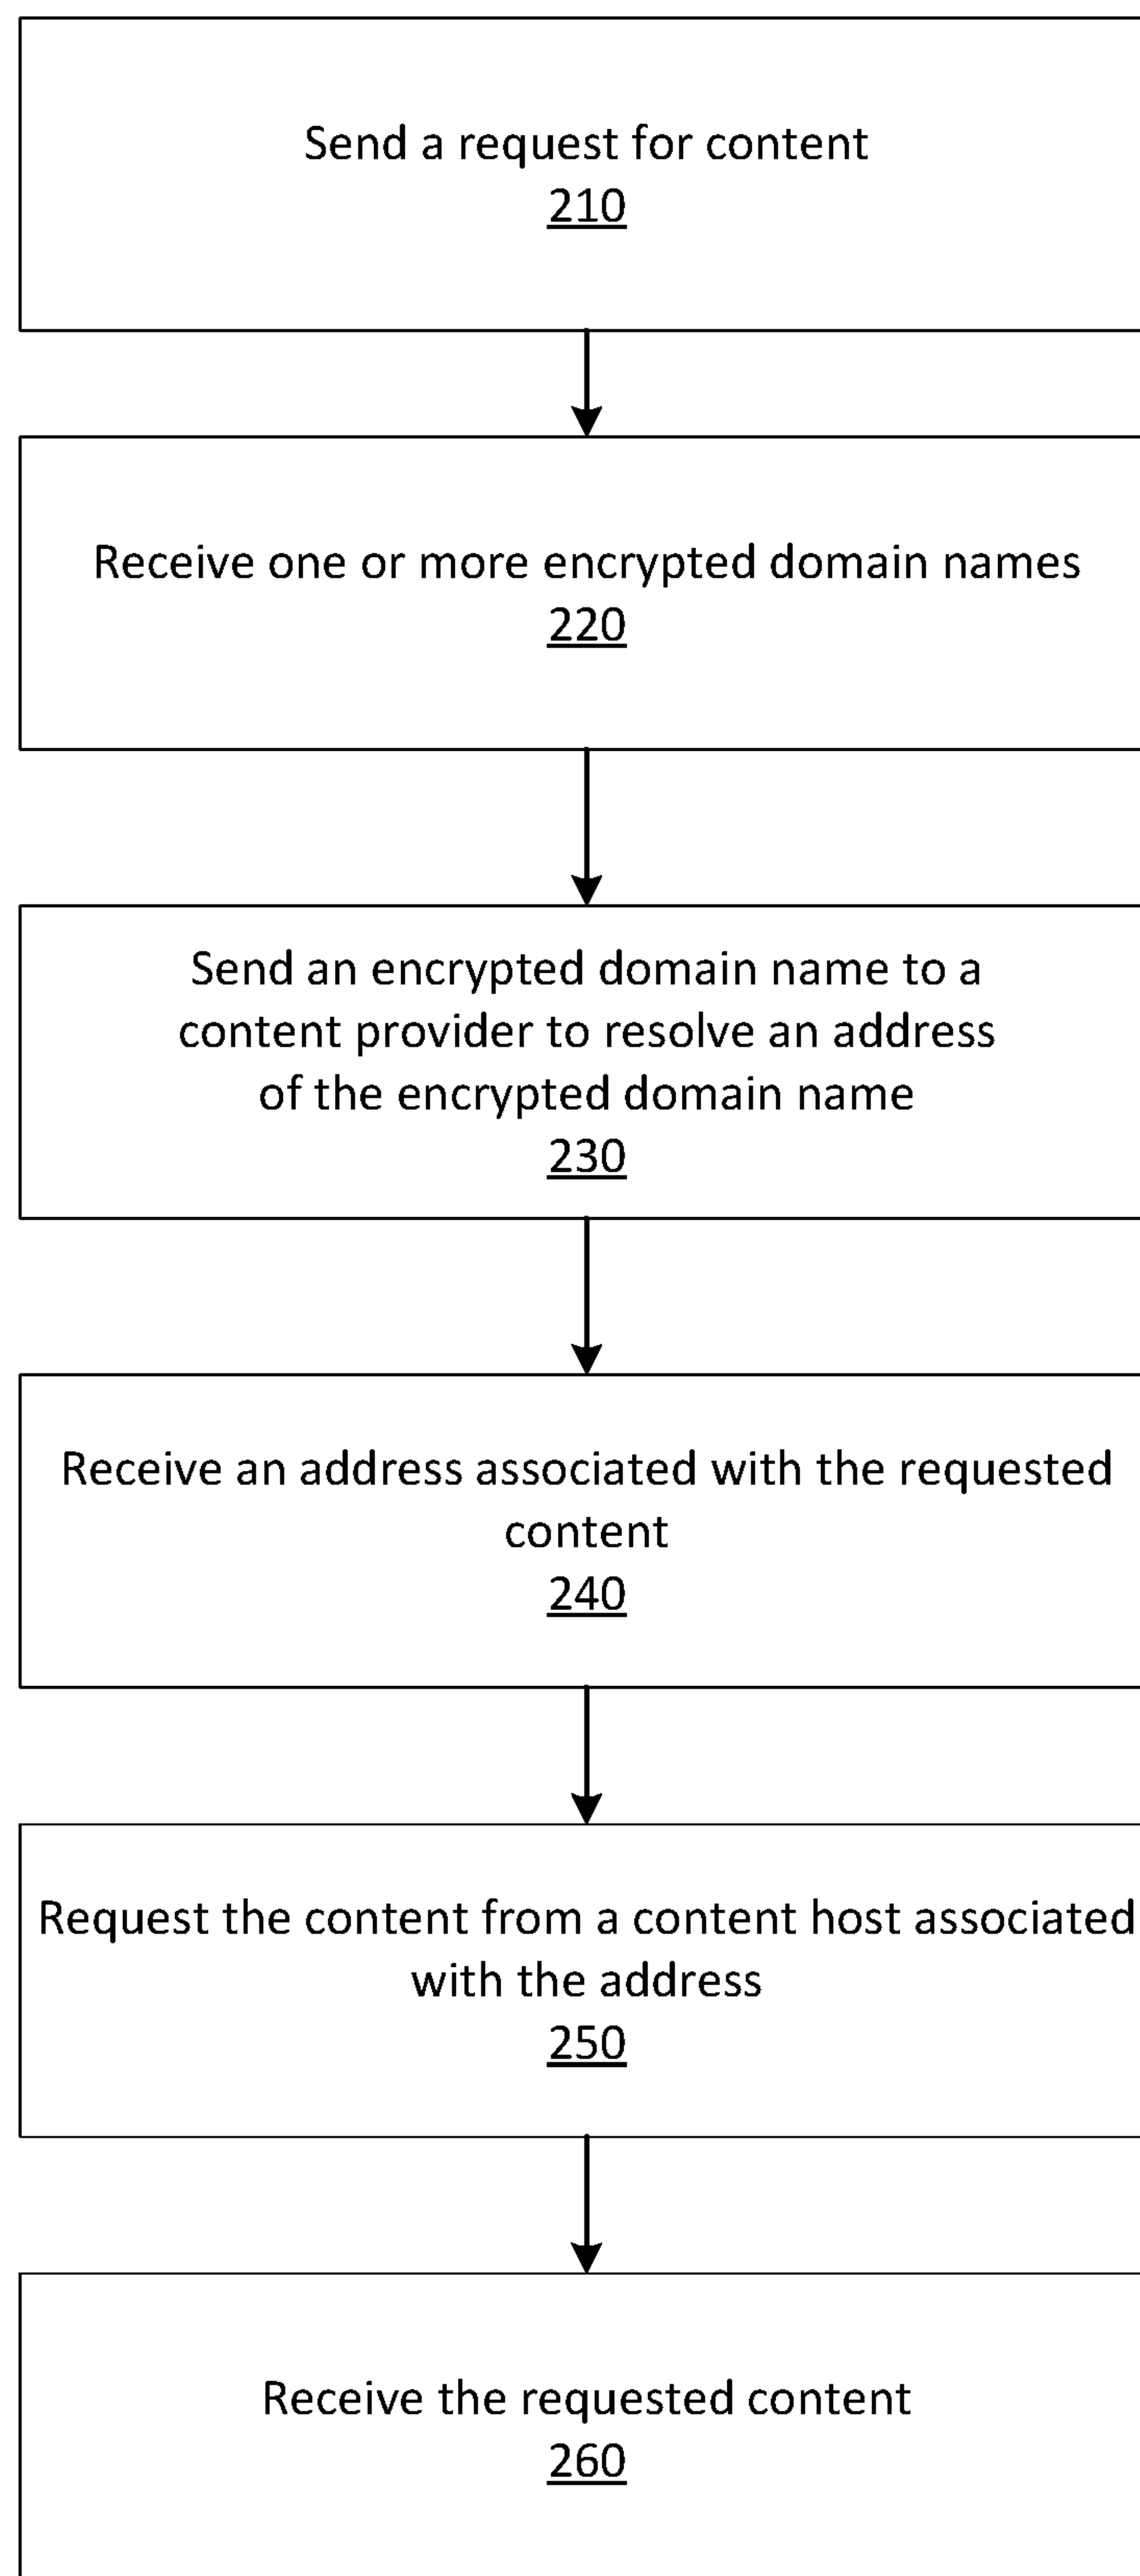 Send a request for content
210
Receive one or more encrypted domain names
220
Send an encrypted domain name to a
content provider to resolve an address
of the encrypted domain name
230
Receive an address associated with the requested
content
240
Request the content from a content host associated
with the address
250
Receive the requested content
260